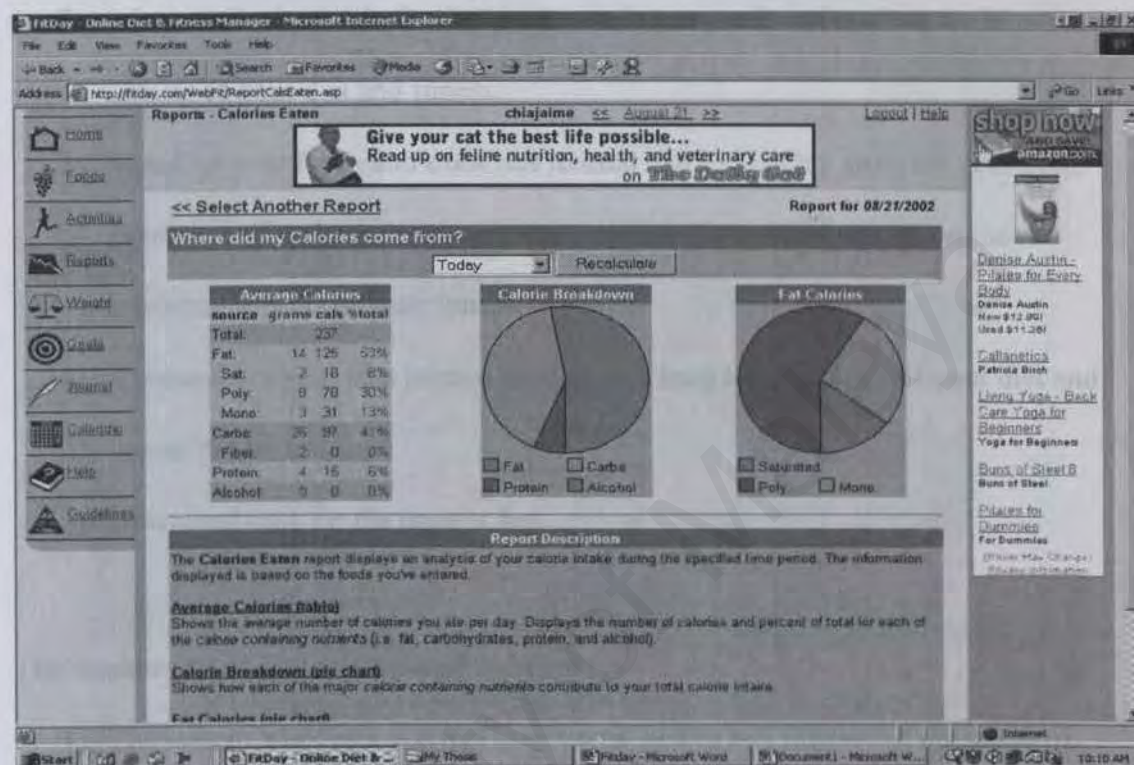 FitDay - Online Diet & Fitness Manager - Microsoft Internet Explorer
File Edit View Favorites Tools Help
Back Search Favorites Media
Address http://fitday.com/WebFit/ReportCalsEaten.asp Go Links
Reports - Calories Eaten chiajaime << August 21 >> Logout | Help
Home
Foods
Activities
Reports
Weight
Goals
Journal
Calendar
Help
Guidelines
Give your cat the best life possible...
Read up on feline nutrition, health, and veterinary care
on The Daily Cat
<< Select Another Report Report for 08/21/2002
Where did my Calories come from?
Today Recalculate
Average Calories
source grams cals %total
Total: 237
Fat: 14 126 53%
Sat: 2 18 8%
Poly: 8 70 30%
Mono: 3 31 13%
Carbs: 26 97 41%
Fiber: 2 0 0%
Protein: 4 15 6%
Alcohol: 0 0 0%
Calorie Breakdown
Fat Carbs
Protein Alcohol
Fat Calories
Saturated
Poly Mono
Report Description
The Calories Eaten report displays an analysis of your calorie intake during the specified time period. The information
displayed is based on the foods you've entered.
Average Calories (table)
Shows the average number of calories you ate per day. Displays the number of calories and percent of total for each of
the calorie containing nutrients (i.e. fat, carbohydrates, protein, and alcohol).
Calorie Breakdown (pie chart)
Shows how each of the major calorie containing nutrients contribute to your total calorie intake.
Fat Calories (pie chart)
shop now
AND SAVE
amazon.com
Denise Austin -
Pilates for Every
Body
Denise Austin
Callanetics
Living Yoga - Back
Care Yoga for
Beginners
Yoga for Beginners
Buns of Steel 8
Buns of Steel
Pilates for
Dummies
For Dummies
Internet
Start FitDay - Online Diet & ... My Thesis Fitday - Microsoft Word Document1 - Microsoft W... 10:10 AM
of Malaya